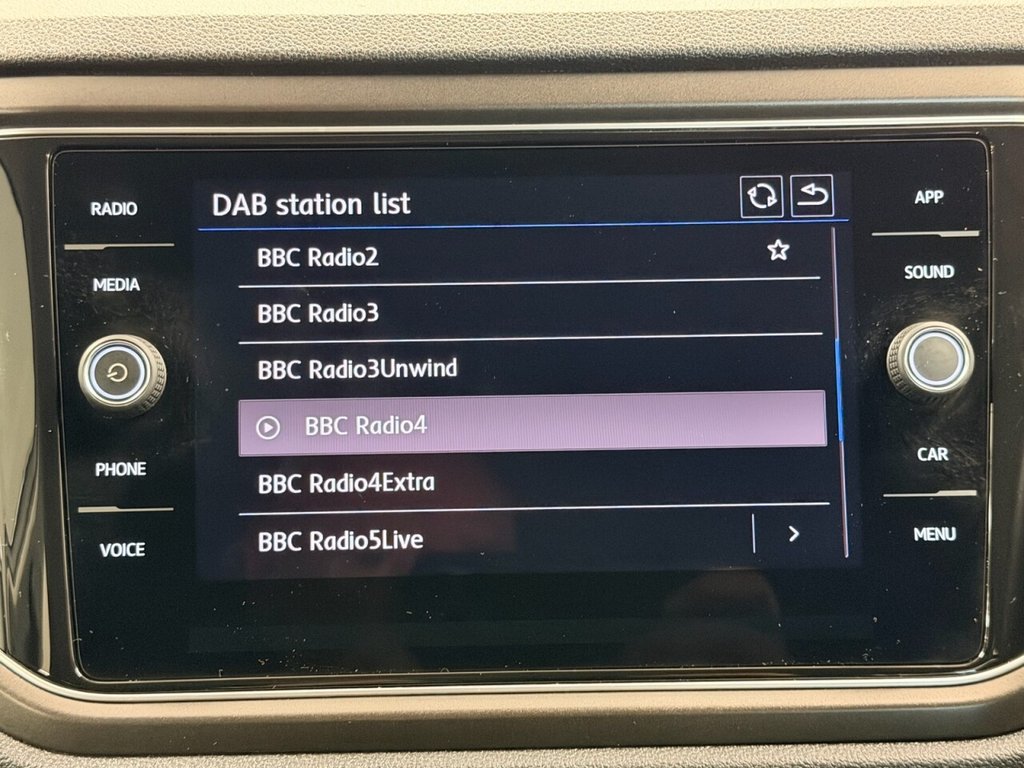 RADIO
MEDIA
PHONE
VOICE
DAB station list
BBC Radio2
BBC Radio3
BBC Radio3Unwind
BBC Radio4
BBC Radio4Extra
BBC Radio5Live
APP
SOUND
CAR
MENU